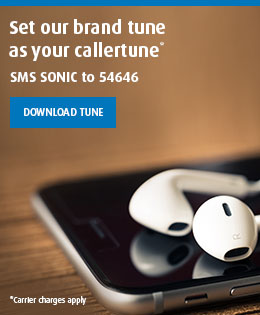 Set our brand tune
as your callertune*
SMS SONIC to 54646
DOWNLOAD TUNE
*Carrier charges apply